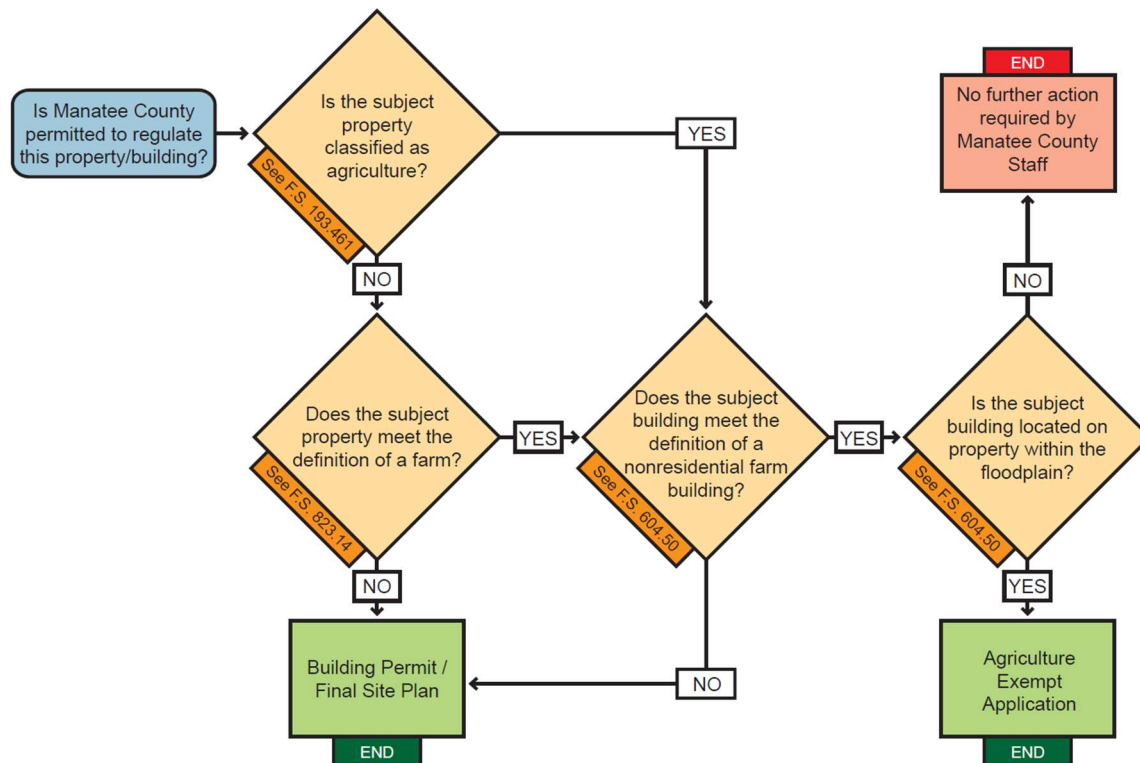 Is Manatee County
permitted to regulate
this property/building?
Is the subject
property
classified as
agriculture?
See F.S. 193.461
YES
NO
Does the subject
property meet the
definition of a farm?
See F.S. 823.14
YES
NO
Does the subject
building meet the
definition of a
nonresidential farm
building?
See F.S. 604.50
YES
NO
Is the subject
building located on
property within the
floodplain?
See F.S. 604.50
NO
YES
END
No further action
required by
Manatee County
Staff
Building Permit /
Final Site Plan
END
Agriculture
Exempt
Application
END